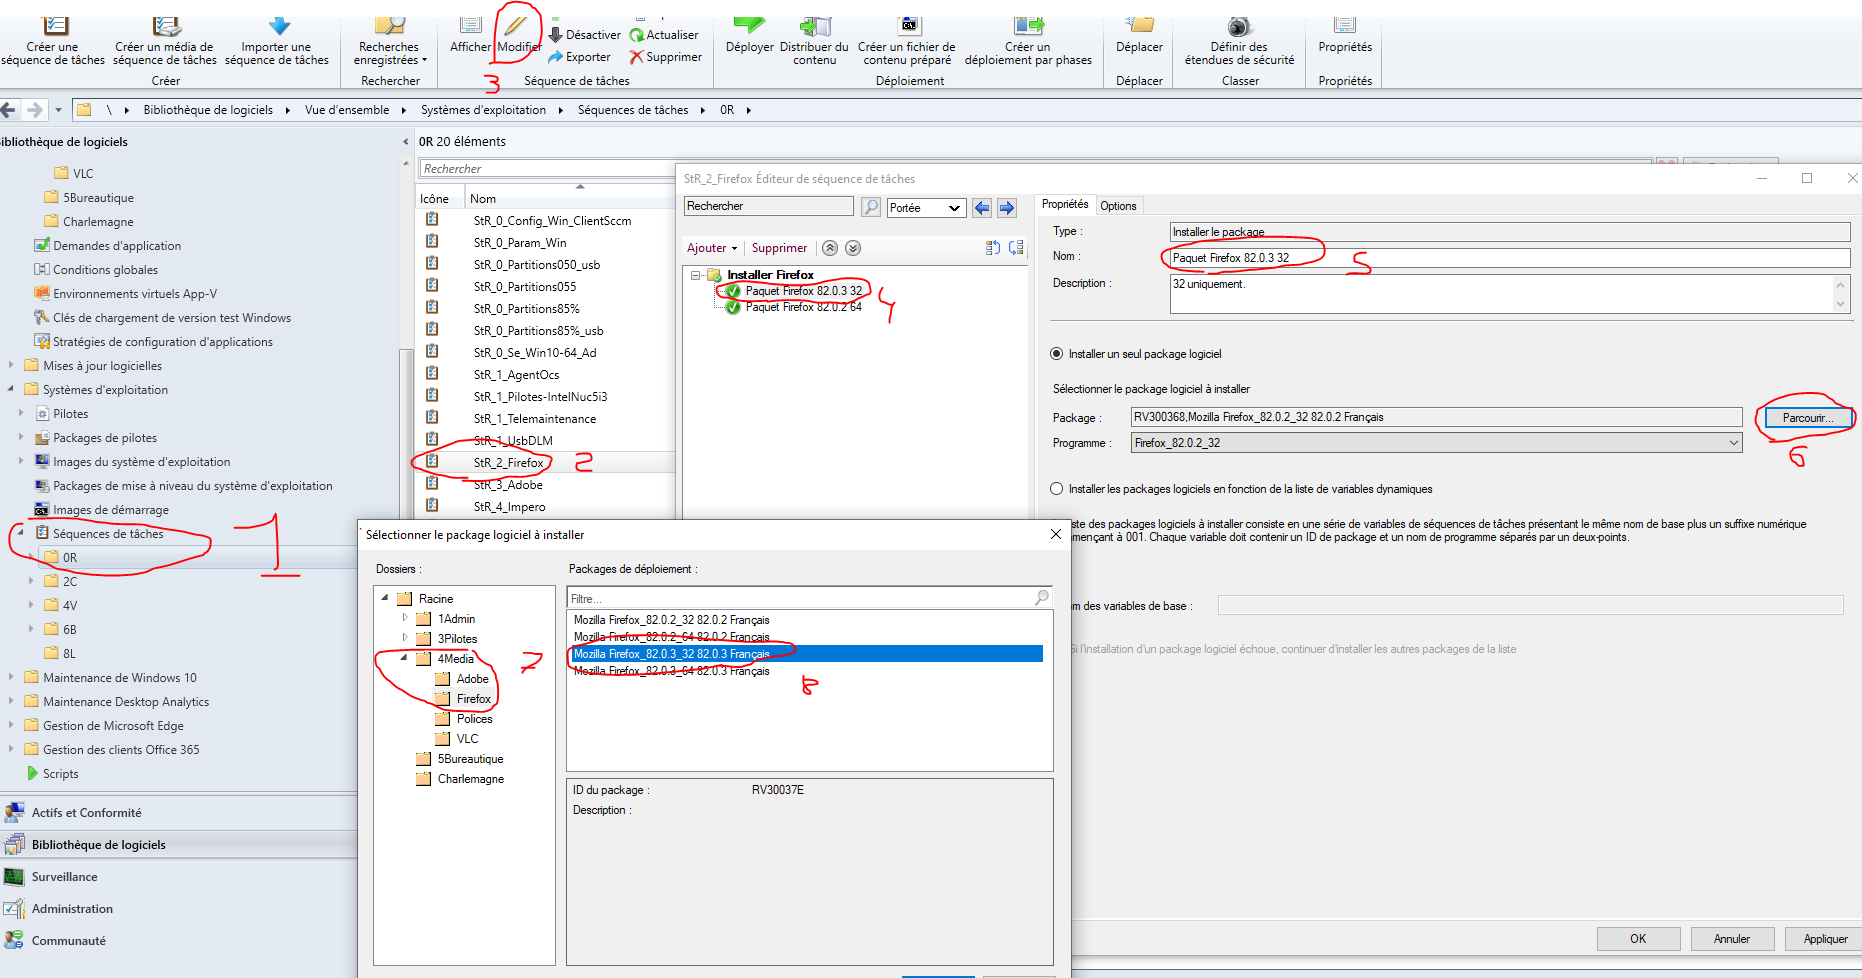 Créer une
séquence de tâches
Créer un média de
séquence de tâches
Importer une
séquence de tâches
Créer
Recherches
enregistrées
Rechercher
Afficher
Modifier
3
Désactiver
Exporter
Actualiser
Supprimer
Séquence de tâches
Déployer
Distribuer du
contenu
Créer un fichier de
contenu préparé
Créer un
déploiement par phases
Déploiement
Déplacer
Déplacer
Définir des
étendues de sécurité
Classer
Propriétés
Propriétés
\ Bibliothèque de logiciels Vue d'ensemble Systèmes d'exploitation Séquences de tâches 0R
ibliothèque de logiciels
VLC
5Bureautique
Charlemagne
Demandes d'application
Conditions globales
Environnements virtuels App-V
Clés de chargement de version test Windows
Stratégies de configuration d'applications
Mises à jour logicielles
Systèmes d'exploitation
Pilotes
Packages de pilotes
Images du système d'exploitation
Packages de mise à niveau du système d'exploitation
Images de démarrage
Séquences de tâches
1
0R
2C
4V
6B
8L
Maintenance de Windows 10
Maintenance Desktop Analytics
Gestion de Microsoft Edge
Gestion des clients Office 365
Scripts
Actifs et Conformité
Bibliothèque de logiciels
Surveillance
Administration
Communauté
0R 20 éléments
Rechercher
Icône Nom
StR_0_Config_Win_ClientSccm
StR_0_Param_Win
StR_0_Partitions050_usb
StR_0_Partitions055
StR_0_Partitions85%
StR_0_Partitions85%_usb
StR_0_Se_Win10-64_Ad
StR_1_AgentOcs
StR_1_Pilotes-IntelNuc5i3
StR_1_Telemaintenance
StR_1_UsbDLM
StR_2_Firefox 2
StR_3_Adobe
StR_4_Impero
StR_2_Firefox Éditeur de séquence de tâches
Rechercher
Portée
Ajouter Supprimer
Installer Firefox
Paquet Firefox 82.0.3 32
4
Paquet Firefox 82.0.2 64
Propriétés Options
Type : Installer le package
Nom : Paquet Firefox 82.0.3 32 5
Description : 32 uniquement.
Installer un seul package logiciel
Sélectionner le package logiciel à installer
Package : RV300368,Mozilla Firefox_82.0.2_32 82.0.2 Français Parcourir...
Programme : Firefox_82.0.2_32
6
Installer les packages logiciels en fonction de la liste de variables dynamiques
iste des packages logiciels à installer consiste en une série de variables de séquences de tâches présentant le même nom de base plus un suffixe numérique
mençant à 001. Chaque variable doit contenir un ID de package et un nom de programme séparés par un deux-points.
om des variables de base :
Si l'installation d'un package logiciel échoue, continuer d'installer les autres packages de la liste
OK Annuler Appliquer
Sélectionner le package logiciel à installer
Dossiers :
Racine
1Admin
3Pilotes
4Media
7
Adobe
Firefox
Polices
VLC
5Bureautique
Charlemagne
Packages de déploiement :
Filtre...
Mozilla Firefox_82.0.2_32 82.0.2 Français
Mozilla Firefox_82.0.2_64 82.0.2 Français
Mozilla Firefox_82.0.3_32 82.0.3 Français
Mozilla Firefox_82.0.3_64 82.0.3 Français
8
ID du package : RV30037E
Description :